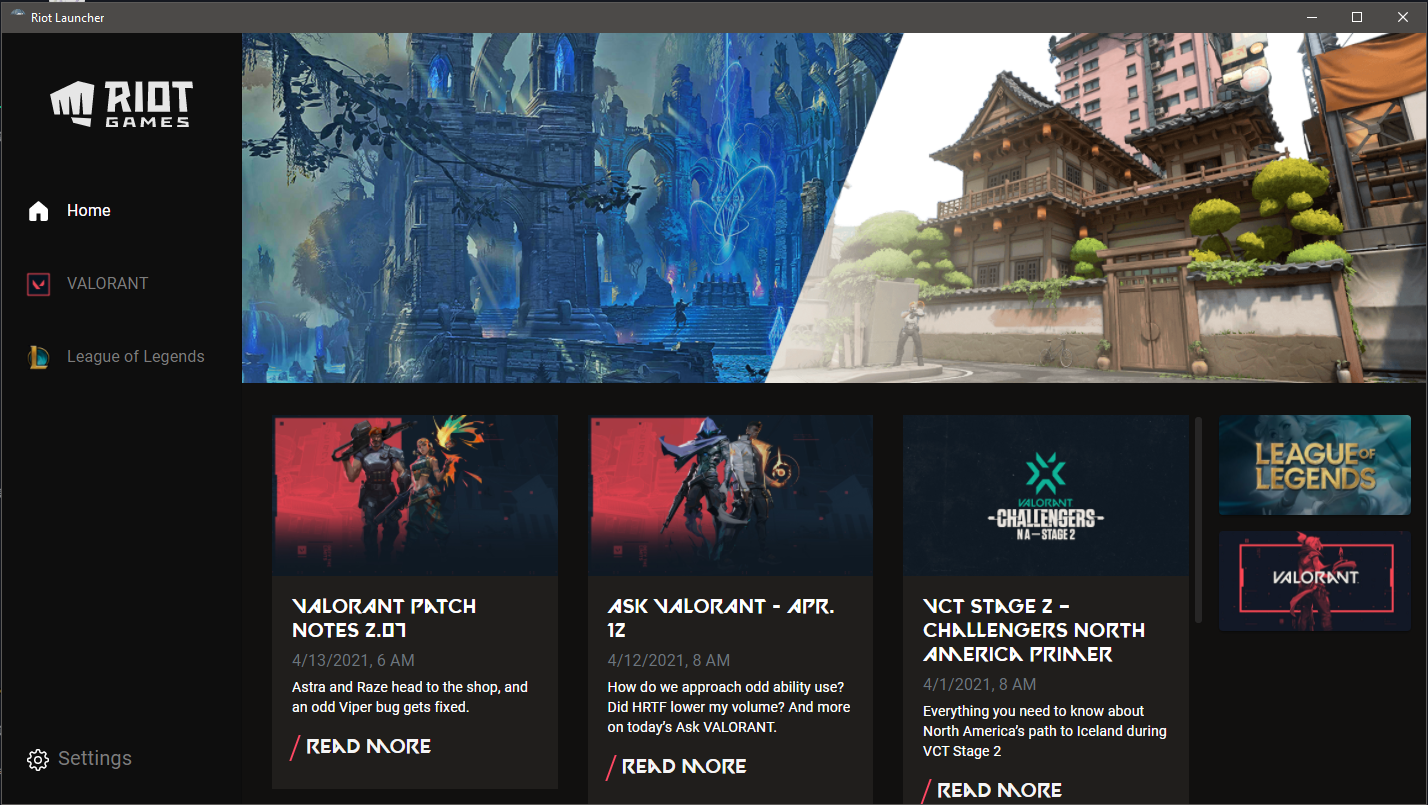 Riot Launcher
RIOT
GAMES
Home
VALORANT
League of Legends
Settings
VALORANT PATCH
NOTES 2.07
4/13/2021, 6 AM
Astra and Raze head to the shop, and
an odd Viper bug gets fixed.
READ MORE
ASK VALORANT - APR.
12
4/12/2021, 8 AM
How do we approach odd ability use?
Did HRTF lower my volume? And more
on today’s Ask VALORANT.
READ MORE
VALORANT
CHALLENGERS
NA—STAGE 2
VCT STAGE 2 –
CHALLENGERS NORTH
AMERICA PRIMER
4/1/2021, 8 AM
Everything you need to know about
North America’s path to Iceland during
VCT Stage 2
READ MORE
LEAGUE OF
LEGENDS
VALORANT